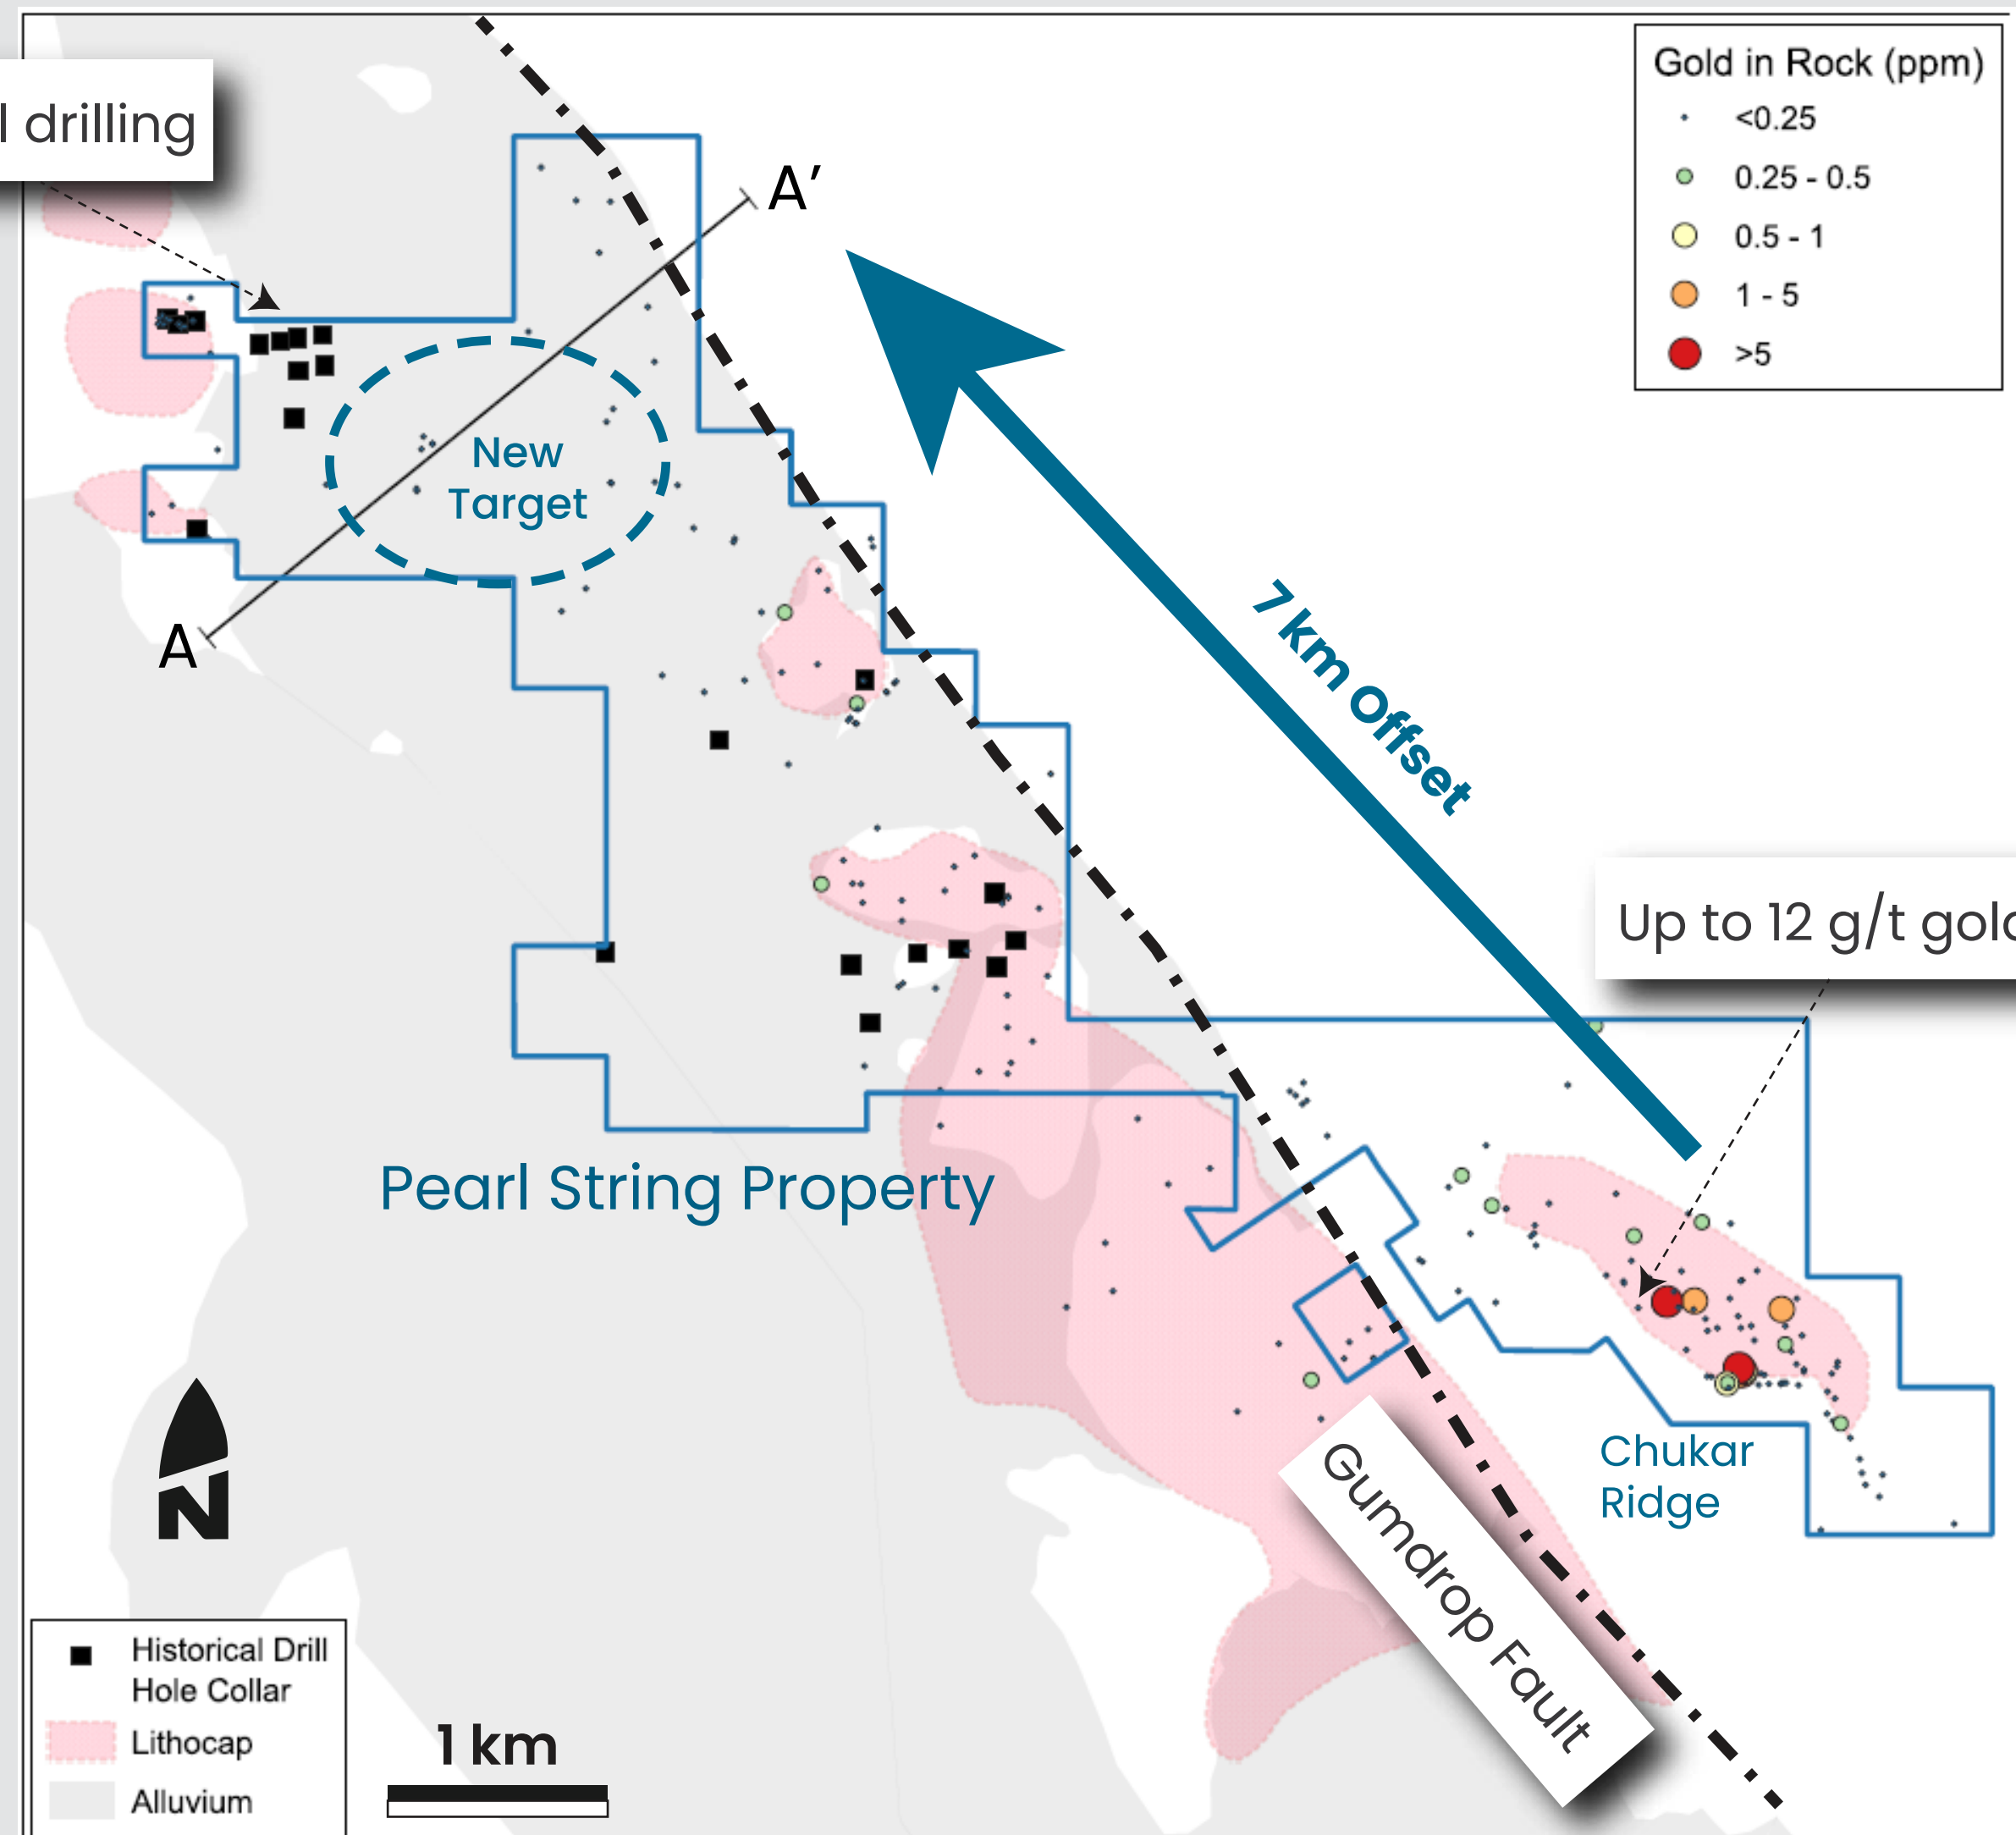 l drilling
Gold in Rock (ppm)
<0.25
0.25 - 0.5
0.5 - 1
1 - 5
>5
A’
New
Target
A
7 km Offset
Up to 12 g/t gold
Pearl String Property
Chukar
Ridge
Gumdrop Fault
N
Historical Drill
Hole Collar
Lithocap
Alluvium
1 km